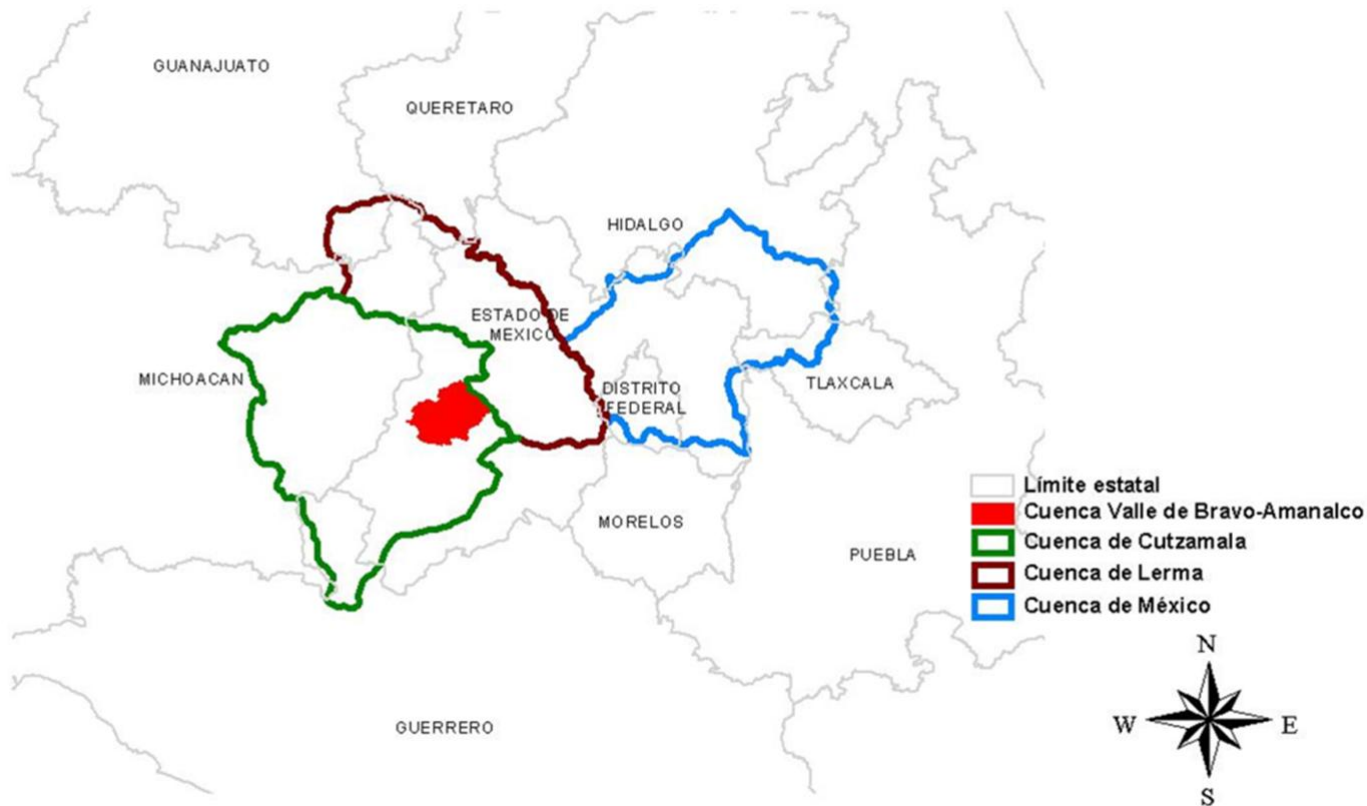 GUANAJUATO
QUERETARO
HIDALGO
ESTADO DE
MEXICO
MICHOACAN
DISTRITO
FEDERAL
TLAXCALA
MORELOS
PUEBLA
GUERRERO
Límite estatal
Cuenca Valle de Bravo-Amanalco
Cuenca de Cutzamala
Cuenca de Lerma
Cuenca de México
N
W E
S